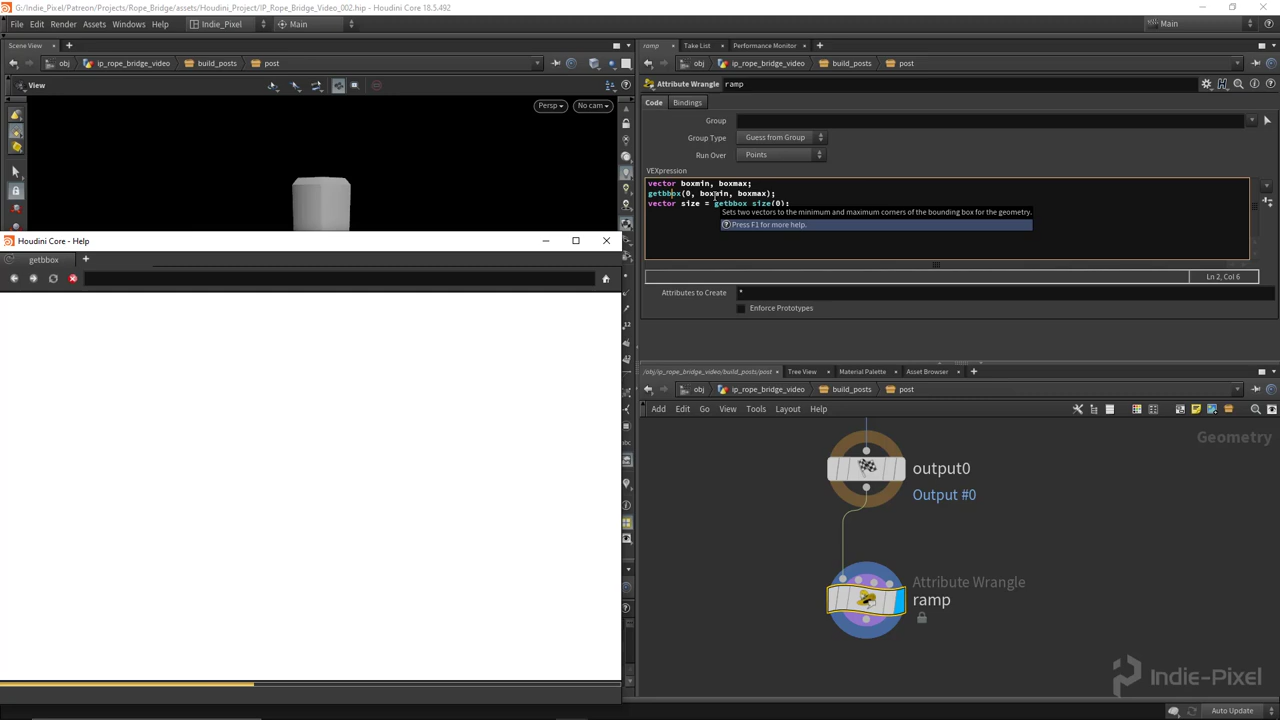 G:/Indie_Pixel/Patreon/Projects/Rope_Bridge/assets/Houdini_Project/IP_Rope_Bridge_Video_002.hip - Houdini Core - 18.5.492
File Edit Render Assets Windows Help Indie_Pixel Main Main
Scene View
obj ip_rope_bridge_video build_posts post
View
Persp No cam
ramp Take List Performance Monitor
obj ip_rope_bridge_video build_posts post
Attribute Wrangle ramp
Code Bindings
Group
Group Type Guess from Group
Run Over Points
VEXpression
vector boxmin, boxmax;
getbbox(0, boxmin, boxmax);
vector size = getbbox_size(0);
Sets two vectors to the minimum and maximum corners of the bounding box for the geometry.
Press F1 for more help.
Ln 2, Col 6
Attributes to Create *
Enforce Prototypes
Houdini Core - Help
getbbox
/obj/ip_rope_bridge_video/build_posts/post Tree View Material Palette Asset Browser
obj ip_rope_bridge_video build_posts post
Add Edit Go View Tools Layout Help
Geometry
output0
Output #0
Attribute Wrangle
ramp
Indie-Pixel
Auto Update